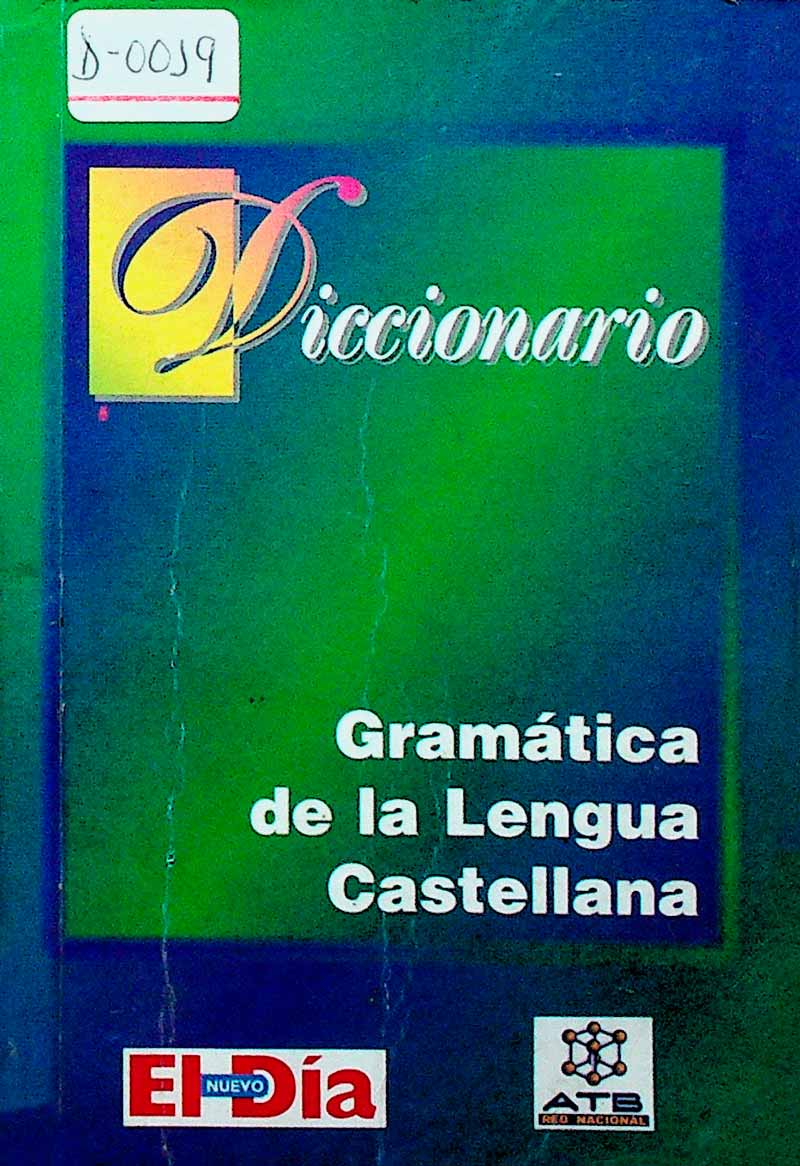 D-0019
Diccionario
Gramática
de la Lengua
Castellana
El NUEVO Día
ATB
RED NACIONAL